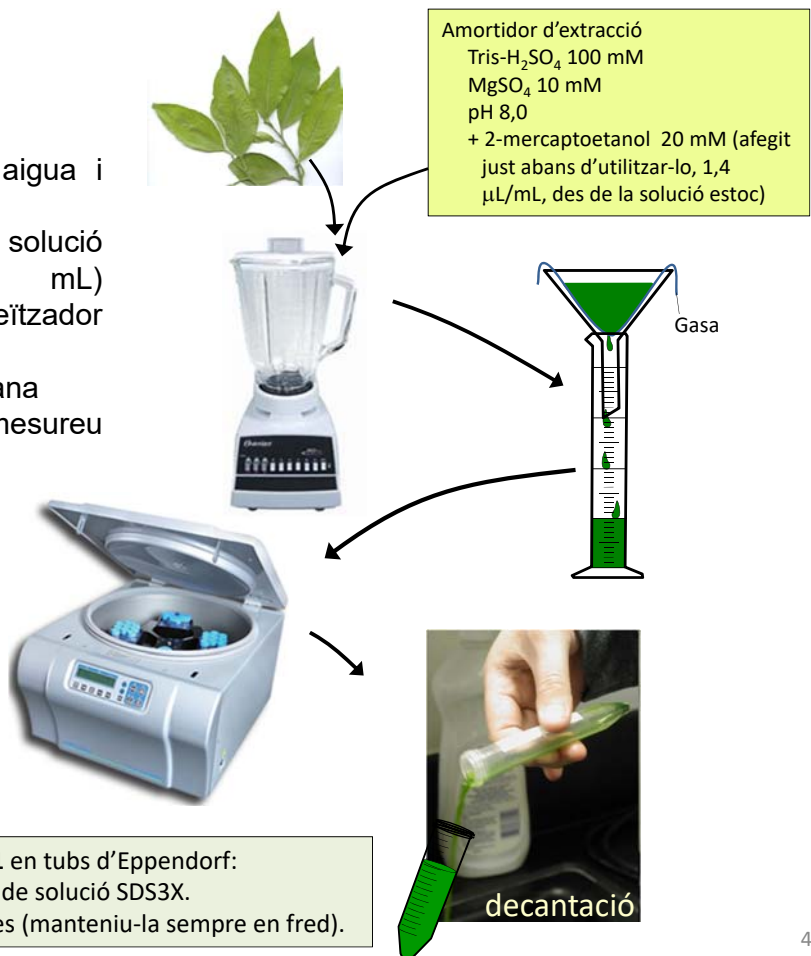 Amortidor d’extracció
Tris-H₂SO₄ 100 mM
MgSO₄ 10 mM
pH 8,0
+ 2-mercaptoetanol 20 mM (afegit
just abans d’utilitzar-lo, 1,4
µL/mL, des de la solució estoc)
aigua i
solució
mL)
eïtzador
ana
mesureu
Gasa
decantació
L en tubs d’Eppendorf:
de solució SDS3X.
es (manteniu-la sempre en fred).
4